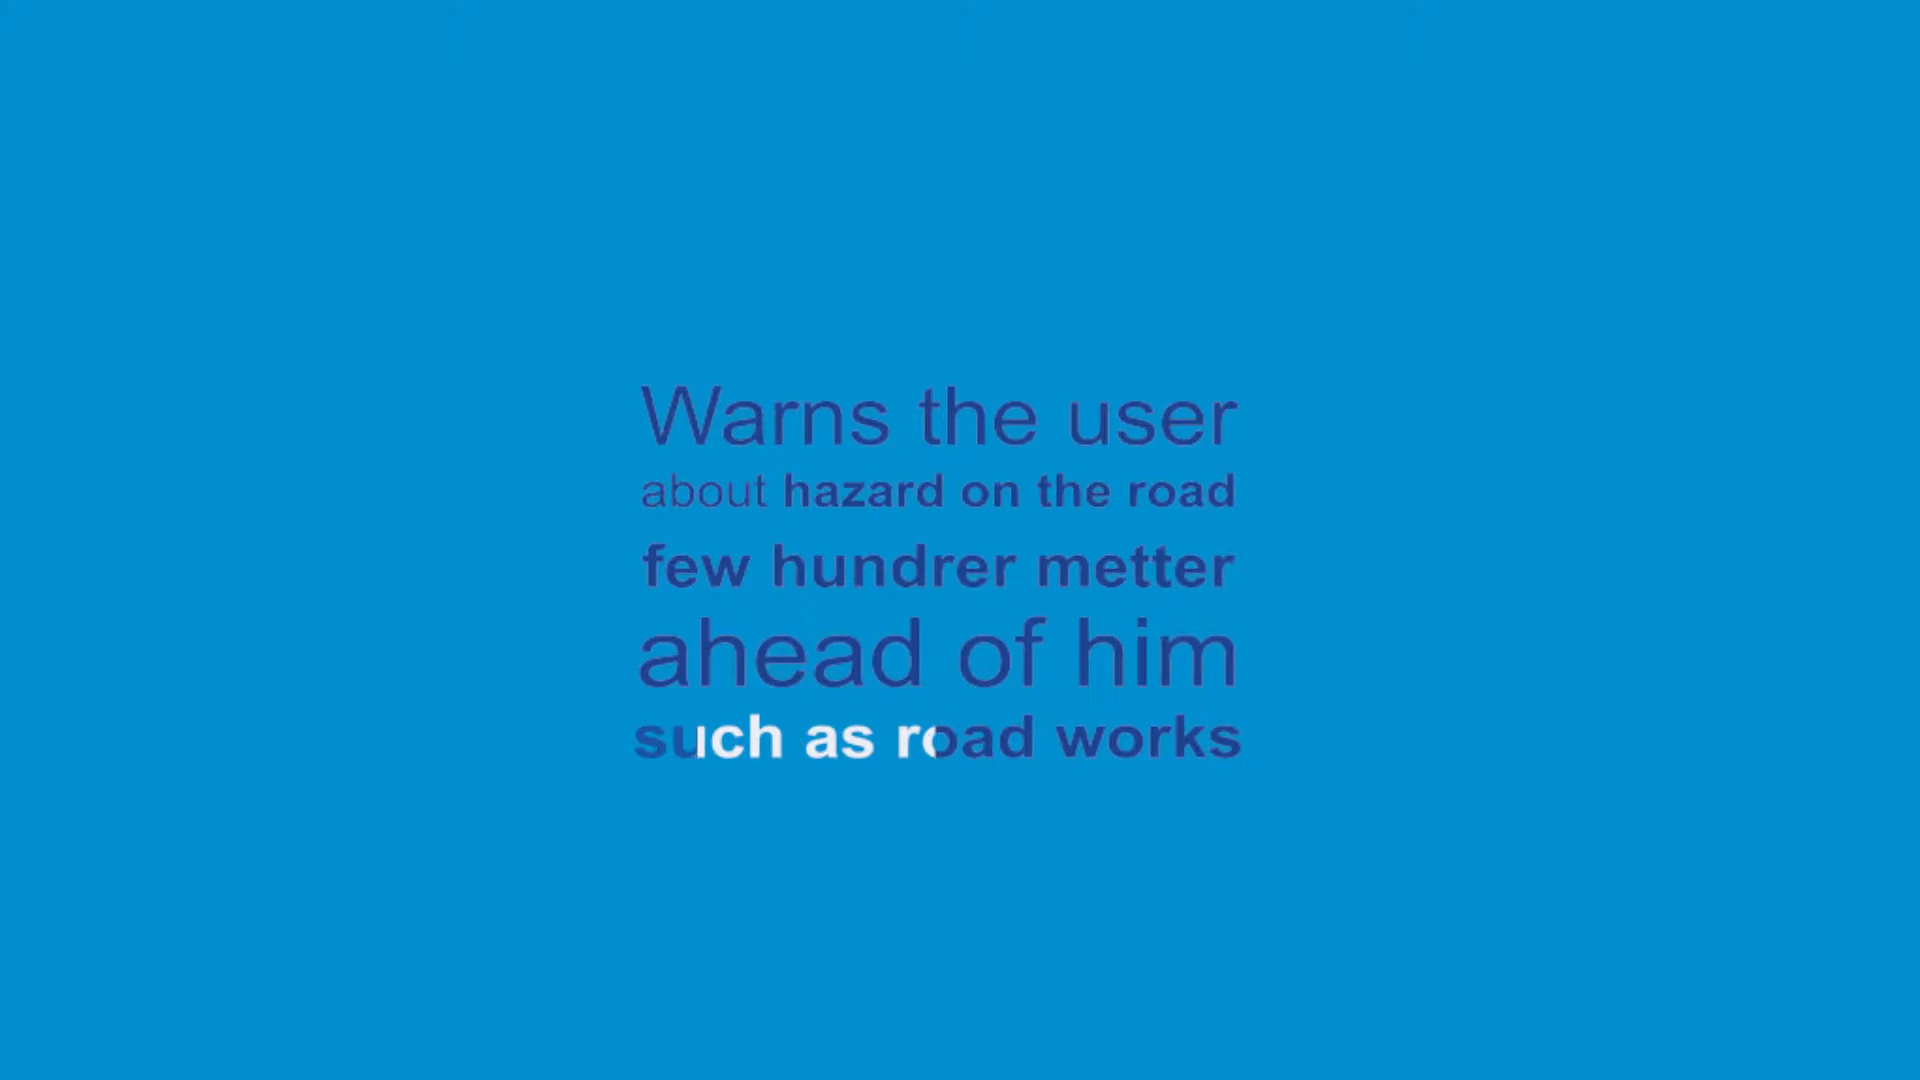 Warns the user
about hazard on the road
few hundrer metter
ahead of him
such as road works